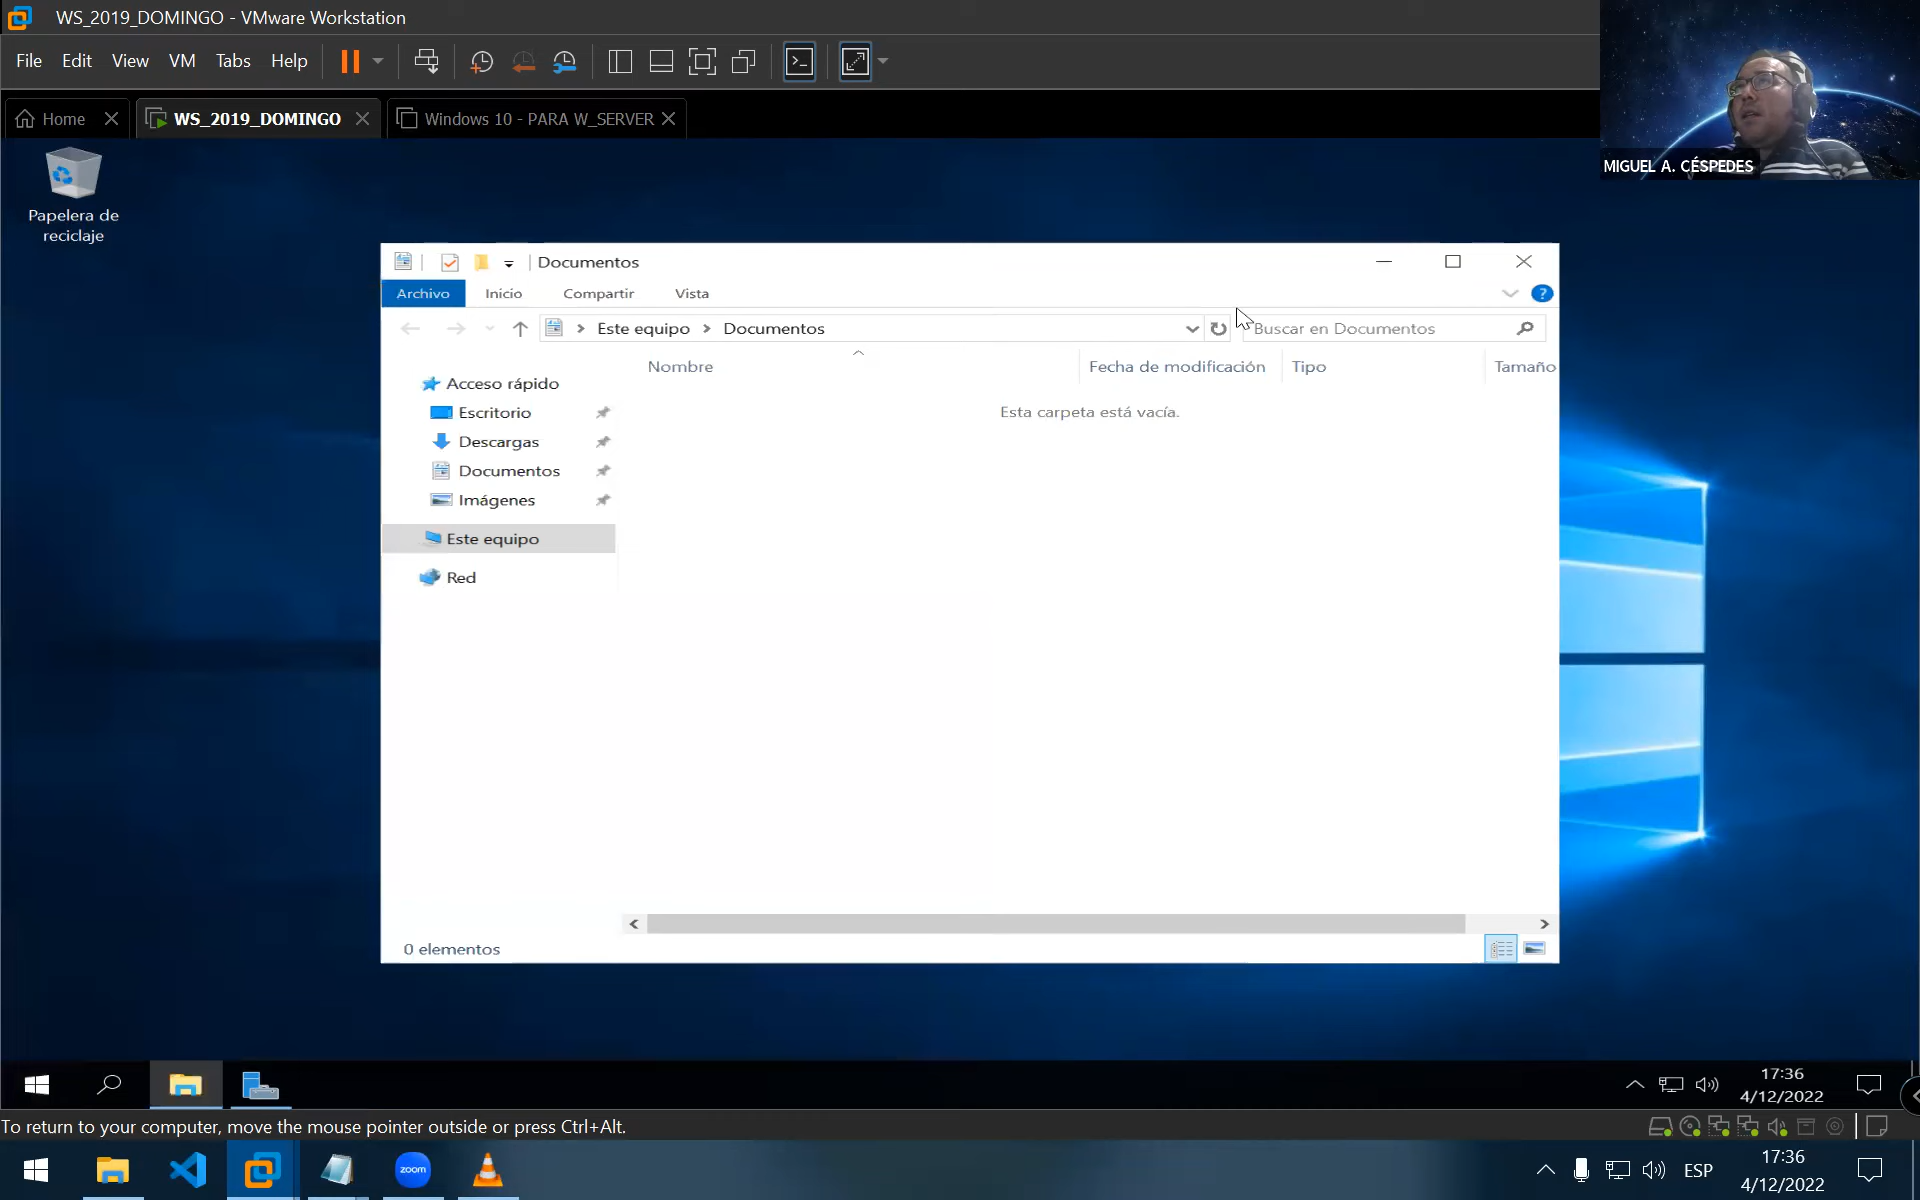 WS_2019_DOMINGO - VMware Workstation
File Edit View VM Tabs Help
Home
WS_2019_DOMINGO
Windows 10 - PARA W_SERVER
MIGUEL A. CÉSPEDES
Papelera de
reciclaje
Documentos
Archivo Inicio Compartir Vista
Este equipo > Documentos
Buscar en Documentos
Nombre Fecha de modificación Tipo Tamaño
Acceso rápido
Escritorio
Descargas
Documentos
Imágenes
Este equipo
Red
Esta carpeta está vacía.
0 elementos
17:36
4/12/2022
To return to your computer, move the mouse pointer outside or press Ctrl+Alt.
zoom
ESP
17:36
4/12/2022